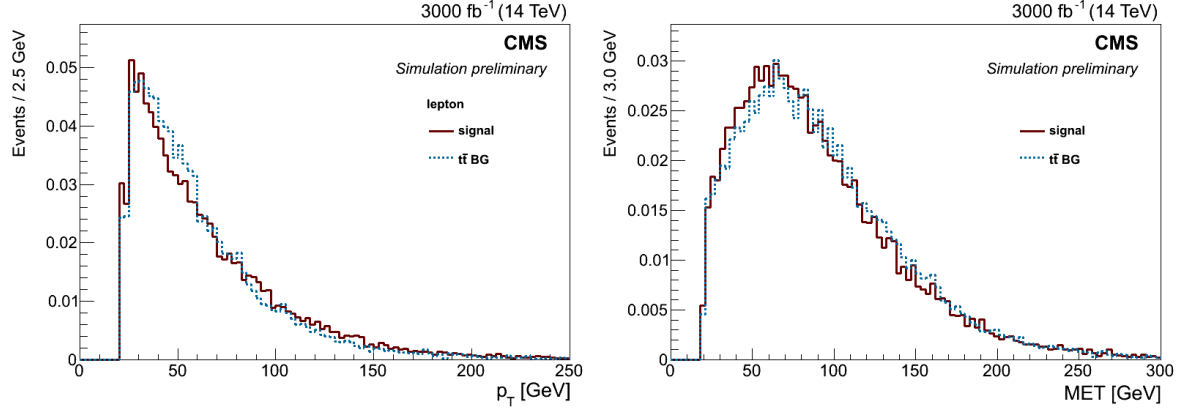 3000 fb⁻¹ (14 TeV)
Events / 2.5 GeV
CMS
Simulation preliminary
lepton
signal
tt̄ BG
0.05
0.04
0.03
0.02
0.01
0
0 50 100 150 200 250
p_T [GeV]
3000 fb⁻¹ (14 TeV)
Events / 3.0 GeV
CMS
Simulation preliminary
signal
tt̄ BG
0.03
0.025
0.02
0.015
0.01
0.005
0
0 50 100 150 200 250 300
MET [GeV]